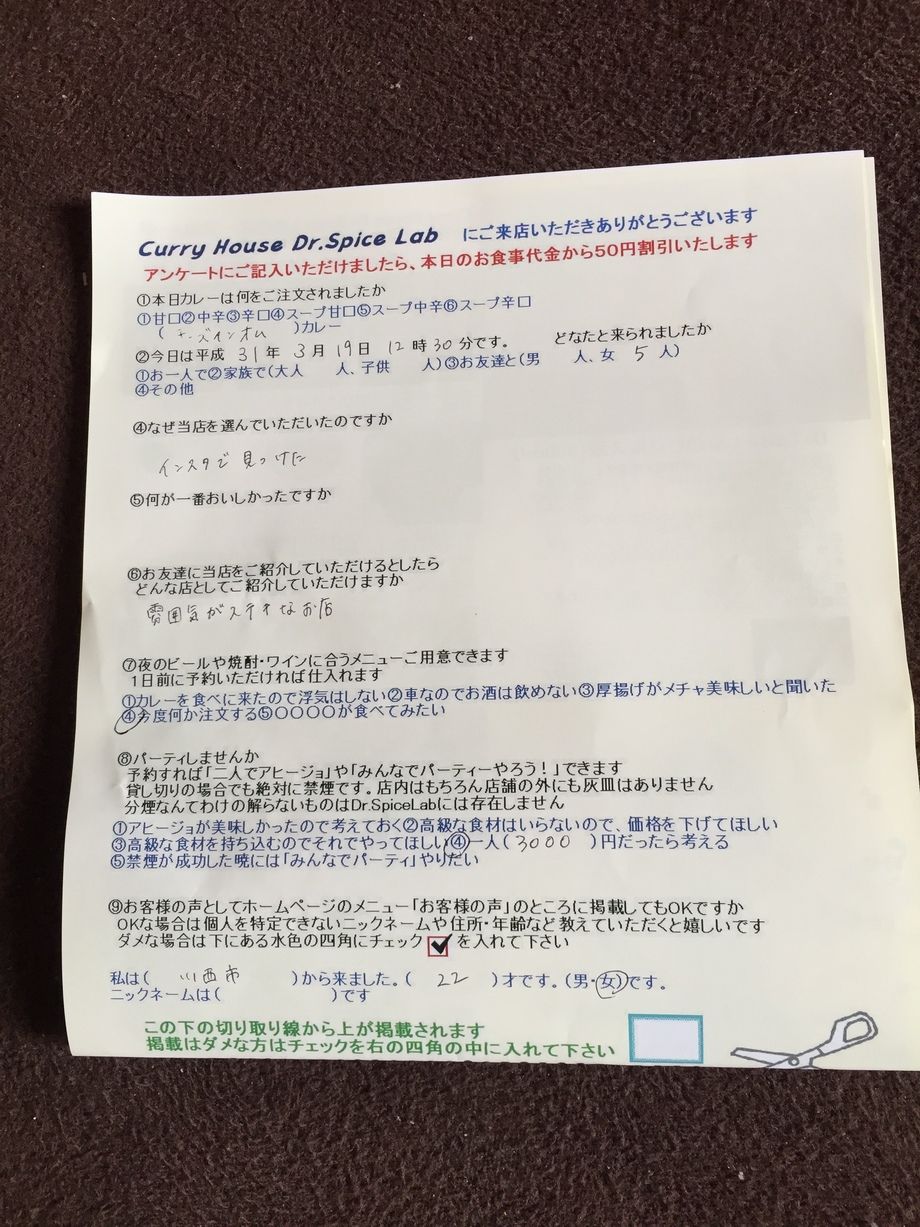 Curry House Dr.Spice Lab にご来店いただきありがとうございます
アンケートにご記入いただけましたら、本日のお食事代金から50円割引いたします
①本日カレーは何をご注文されましたか
①甘口②中辛③辛口④スープ甘口⑤スープ中辛⑥スープ辛口
(チーズインオム)カレー
②今日は平成 31年 3月 19日 12時30分です。 どなたと来られましたか
①お一人で②家族で(大人 人、子供 人)③お友達と(男 人、女 5人)
④その他
④なぜ当店を選んでいただいたのですか
インスタで見つけた
⑤何が一番おいしかったですか
⑥お友達に当店をご紹介していただけるとしたら
どんな店としてご紹介していただけますか
雰囲気がステキなお店
⑦夜のビールや焼酎・ワインに合うメニューご用意できます
1日前に予約いただければ仕入れます
①カレーを食べに来たので浮気はしない②車なのでお酒は飲めない③厚揚げがメチャ美味しいと聞いた
④今度何か注文する⑤〇〇〇〇が食べてみたい
⑧パーティしませんか
予約すれば「二人でアヒージョ」や「みんなでパーティーやろう！」できます
貸し切りの場合でも絶対に禁煙です。店内はもちろん店舗の外にも灰皿はありません
分煙なんてわけの解らないものはDr.SpiceLabには存在しません
①アヒージョが美味しかったので考えておく②高級な食材はいらないので、価格を下げてほしい
③高級な食材を持ち込むのでそれでやってほしい④一人(3000)円だったら考える
⑤禁煙が成功した暁には「みんなでパーティ」やりたい
⑨お客様の声としてホームページのメニュー「お客様の声」のところに掲載してもOKですか
OKな場合は個人を特定できないニックネームや住所・年齢など教えていただくと嬉しいです
ダメな場合は下にある水色の四角にチェック☑を入れて下さい
私は(川西市)から来ました。(22)才です。(男・女)です。
ニックネームは( )です
この下の切り取り線から上が掲載されます
掲載はダメな方はチェックを右の四角の中に入れて下さい